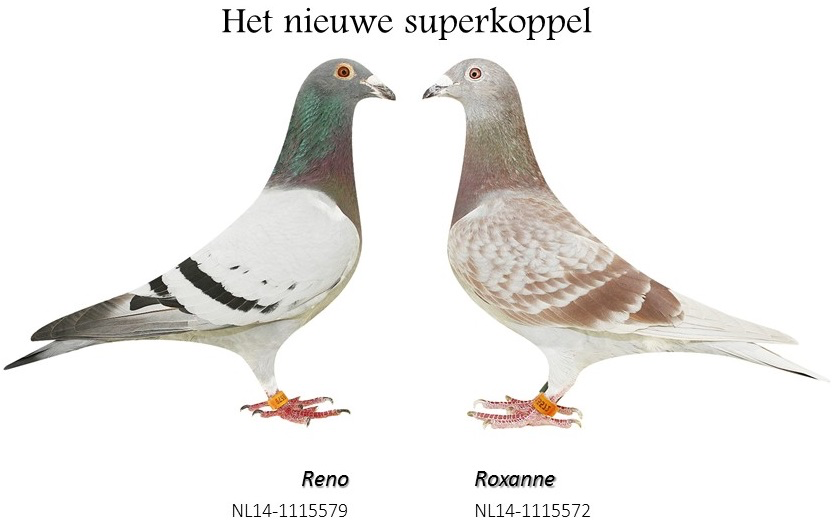 Het nieuwe superkoppel
Reno
Roxanne
NL14-1115579
NL14-1115572